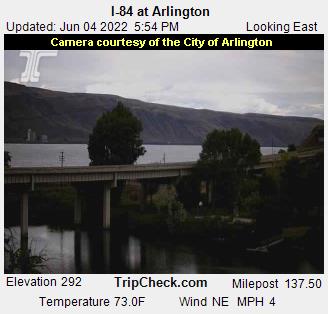 I-84 at Arlington
Updated: Jun 04 2022 5:54 PM Looking East
Camera courtesy of the City of Arlington
Elevation 292 TripCheck.com Milepost 137.50
Temperature 73.0F Wind NE MPH 4